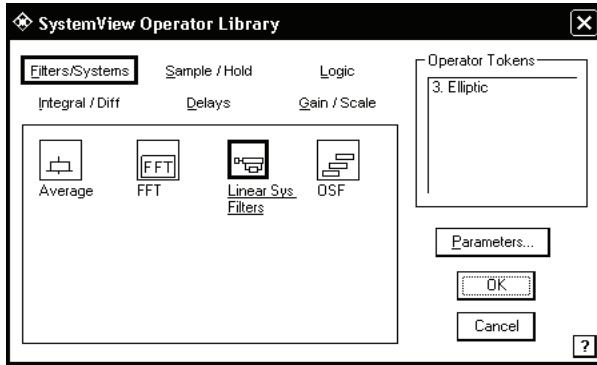 SystemView Operator Library
Filters/Systems Sample / Hold Logic
Integral / Diff Delays Gain / Scale
Operator Tokens
3. Elliptic
FFT
Average FFT Linear Sys Filters OSF
Parameters...
OK
Cancel
?